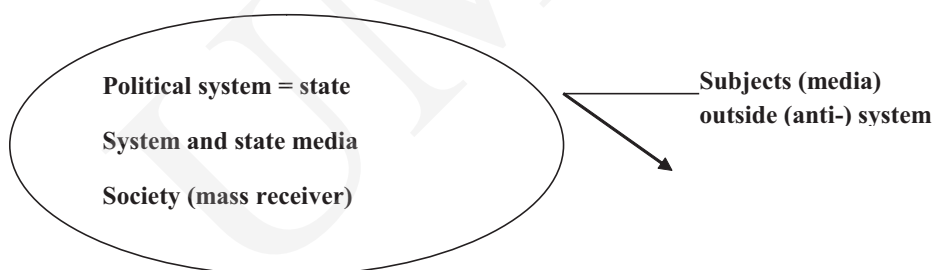 Political system = state
System and state media
Society (mass receiver)
Subjects (media)
outside (anti-) system